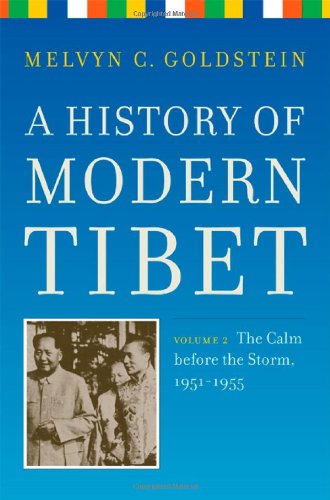 MELVYN C. GOLDSTEIN
A HISTORY OF
MODERN
TIBET
VOLUME 2 The Calm
before the Storm,
1951-1955